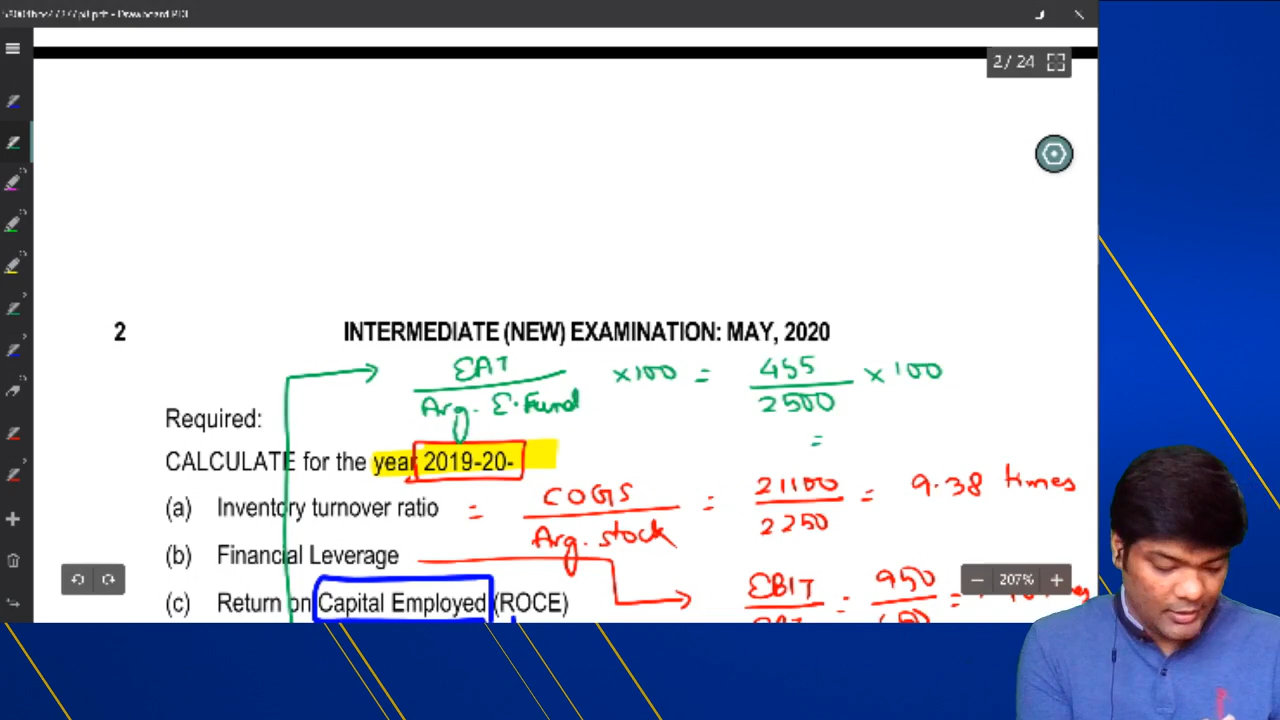 2 / 24
2 INTERMEDIATE (NEW) EXAMINATION: MAY, 2020
EAT / Avg. E. Fund ×100 = 455 / 2500 × 100
=
Required:
CALCULATE for the year 2019-20-
(a) Inventory turnover ratio = COGS / Avg. stock = 21100 / 2250 = 9.38 times
(b) Financial Leverage
EBIT = 950 =
207%
(c) Return on Capital Employed (ROCE)